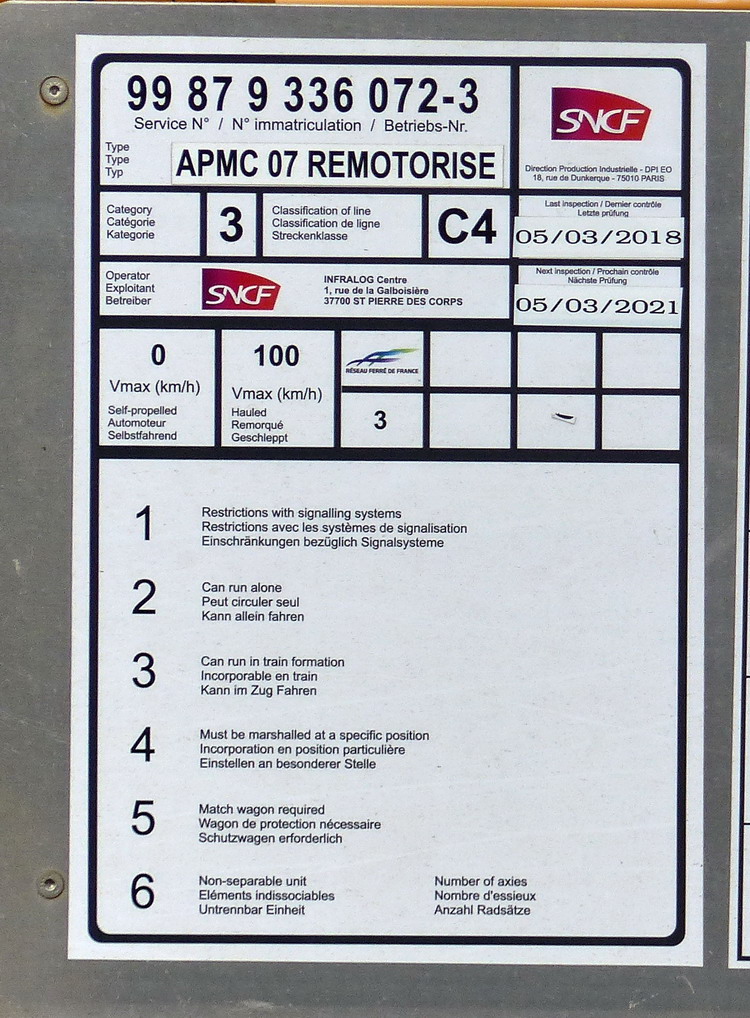 99 87 9 336 072-3
Service N° / N° immatriculation / Betriebs-Nr.
Type
Type
Typ
APMC 07 REMOTORISE
SNCF
Direction Production Industrielle - DPI EO
18, rue de Dunkerque - 75010 PARIS
Category
Catégorie
Kategorie
3
Classification of line
Classification de ligne
Streckenklasse
C4
Last inspection / Dernier contrôle
Letzte prüfung
05/03/2018
Operator
Exploitant
Betreiber
SNCF
INFRALOG Centre
1, rue de la Galboisière
37700 ST PIERRE DES CORPS
Next inspection / Prochain contrôle
Nächste Prüfung
05/03/2021
0
Vmax (km/h)
Self-propelled
Automoteur
Selbstfahrend
100
Vmax (km/h)
Hauled
Remorqué
Geschleppt
RÉSEAU FERRÉ DE FRANCE
3
1
Restrictions with signalling systems
Restrictions avec les systèmes de signalisation
Einschränkungen bezüglich Signalsysteme
2
Can run alone
Peut circuler seul
Kann allein fahren
3
Can run in train formation
Incorporable en train
Kann im Zug Fahren
4
Must be marshalled at a specific position
Incorporation en position particulière
Einstellen an besonderer Stelle
5
Match wagon required
Wagon de protection nécessaire
Schutzwagen erforderlich
6
Non-separable unit
Eléments indissociables
Untrennbar Einheit
Number of axies
Nombre d'essieux
Anzahl Radsätze